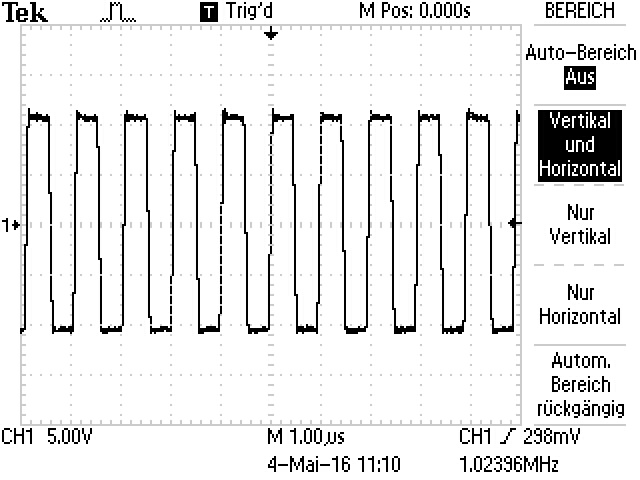 Tek T Trig'd M Pos: 0.000s BEREICH
Auto-Bereich
Aus
Vertikal
und
Horizontal
Nur
Vertikal
Nur
Horizontal
Autom.
Bereich
rückgängig
1
CH1 5.00V M 1.00µs CH1 298mV
4-Mai-16 11:10 1.02396MHz